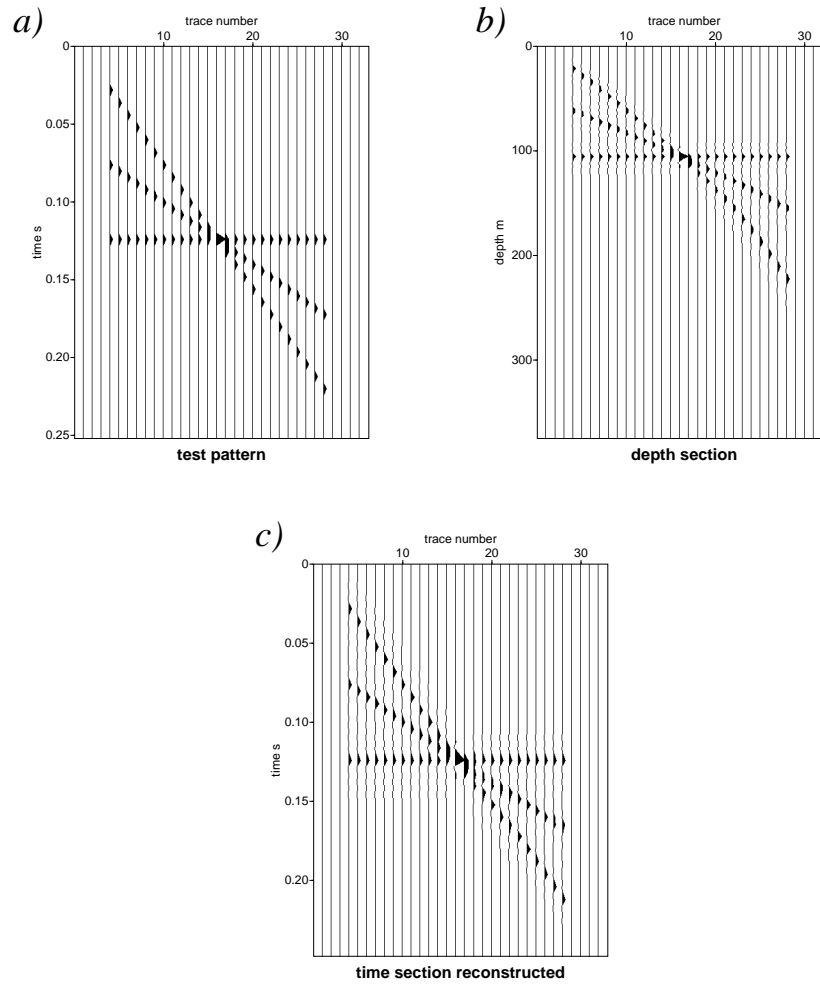 a)
trace number
10 20 30
0
0.05
0.10
0.15
0.20
0.25
time s
test pattern
b)
trace number
10 20 30
0
100
200
300
depth m
depth section
c)
trace number
10 20 30
0
0.05
0.10
0.15
0.20
time s
time section reconstructed